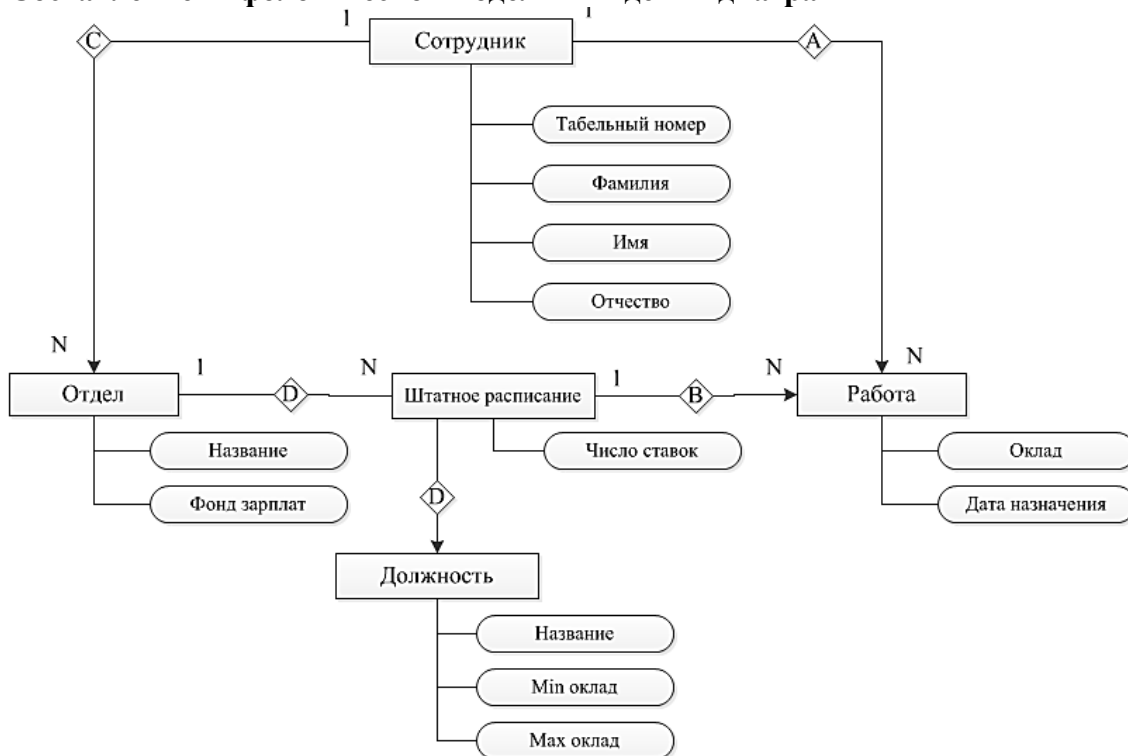 1
1
C
Сотрудник
A
Табельный номер
Фамилия
Имя
Отчество
N
N
1
N
1
N
Отдел
D
Штатное расписание
B
Работа
Название
Число ставок
Оклад
Фонд зарплат
D
Дата назначения
Должность
Название
Min оклад
Max оклад